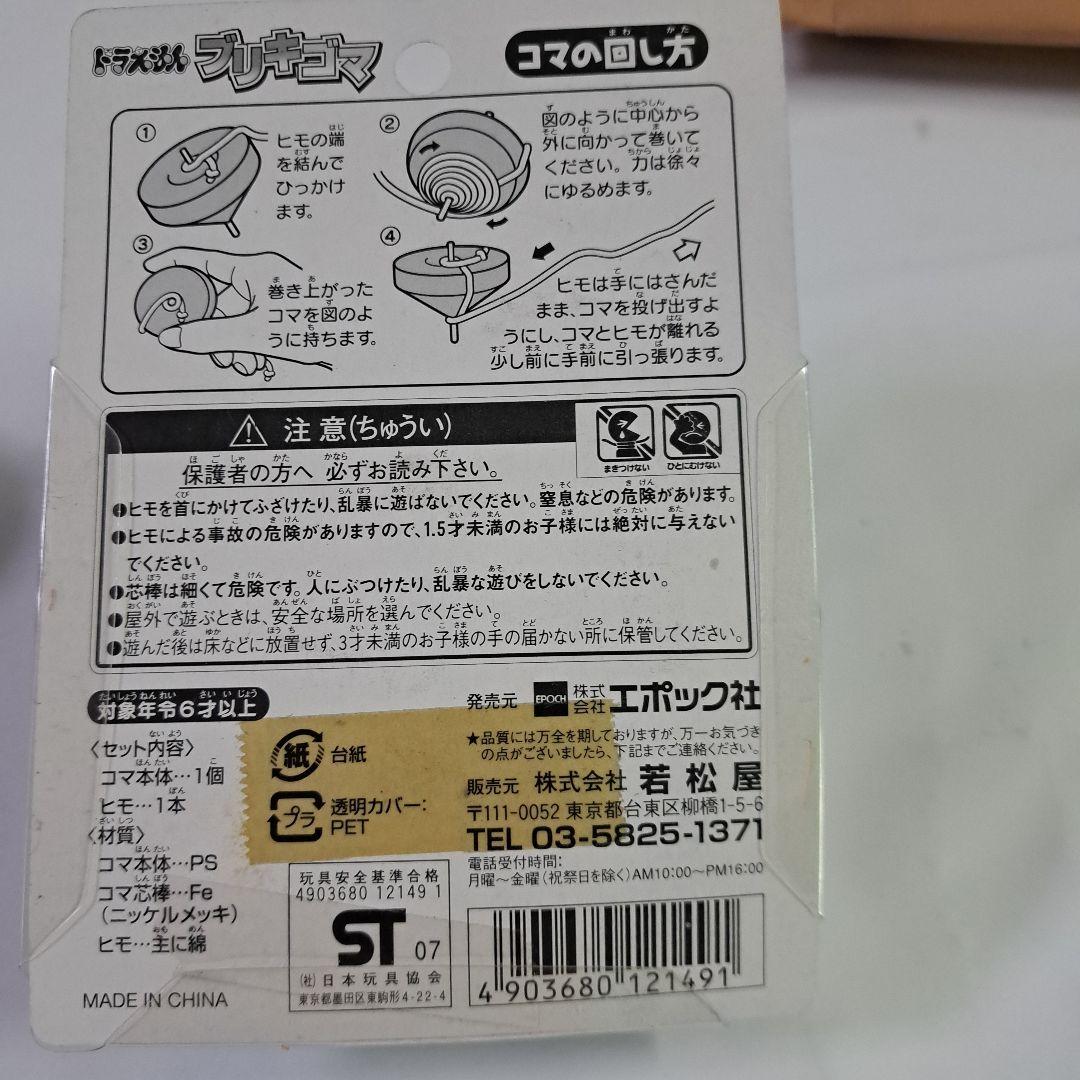 ドラえもん ブリキゴマ
コマの回し方
①
ヒモの端
を結んで
ひっかけ
ます。
②
図のように中心から
外に向かって巻いて
ください。力は徐々
にゆるめます。
③
巻き上がった
コマを図のよ
うに持ちます。
④
ヒモは手にはさんだ
まま、コマを投げ出すよ
うにし、コマとヒモが離れる
少し前に手前に引っ張ります。
注意(ちゅうい)
まきつけない
ひとにむけない
保護者の方へ 必ずお読み下さい。
●ヒモを首にかけてふざけたり、乱暴に遊ばないでください。窒息などの危険があります。
●ヒモによる事故の危険がありますので、1.5才未満のお子様には絶対に与えない
でください。
●芯棒は細くて危険です。人にぶつけたり、乱暴な遊びをしないでください。
●屋外で遊ぶときは、安全な場所を選んでください。
●遊んだ後は床などに放置せず、3才未満のお子様の手の届かない所に保管してください。
対象年令6才以上
〈セット内容〉
コマ本体…1個
ヒモ…1本
〈材質〉
コマ本体…PS
コマ芯棒…Fe
(ニッケルメッキ)
ヒモ…主に綿
MADE IN CHINA
紙 台紙
プラ 透明カバー:
PET
発売元 EPOCH 株式会社 エポック社
★品質には万全を期しておりますが、万一お気づき
の点がございましたら、下記までご連絡ください。
販売元 株式会社 若松屋
〒111-0052 東京都台東区柳橋1-5-6
TEL 03-5825-1371
電話受付時間:
月曜～金曜(祝祭日を除く)AM10:00～PM16:00
玩具安全基準合格
4903680 12149 1
ST 07
(社)日本玩具協会
東京都墨田区東駒形4-22-4
4 903680 121491